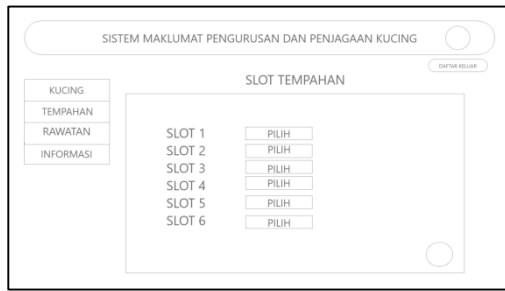 SISTEM MAKLUMAT PENGURUSAN DAN PENJAGAAN KUCING
DAFTAR KELUAR
SLOT TEMPAHAN
KUCING
TEMPAHAN
RAWATAN
INFORMASI
SLOT 1 PILIH
SLOT 2 PILIH
SLOT 3 PILIH
SLOT 4 PILIH
SLOT 5 PILIH
SLOT 6 PILIH